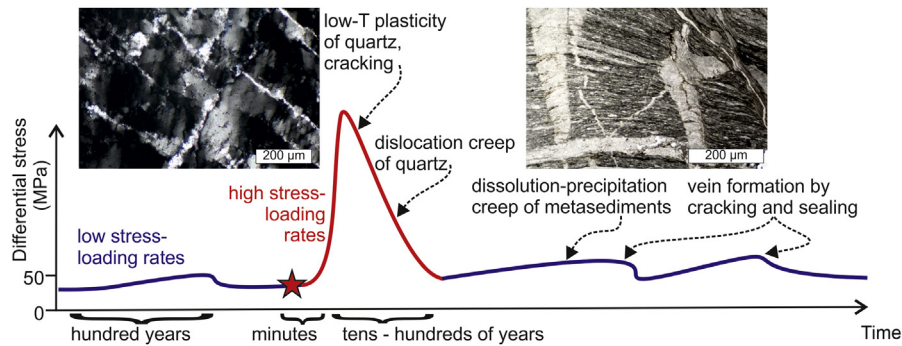 low-T plasticity
of quartz,
cracking
200 µm
200 µm
dislocation creep
of quartz
Differential stress
(MPa)
high stress-
loading
rates
dissolution-precipitation
creep of metasediments
vein formation by
cracking and sealing
low stress-
loading rates
50
0
hundred years
minutes
tens - hundreds of years
Time